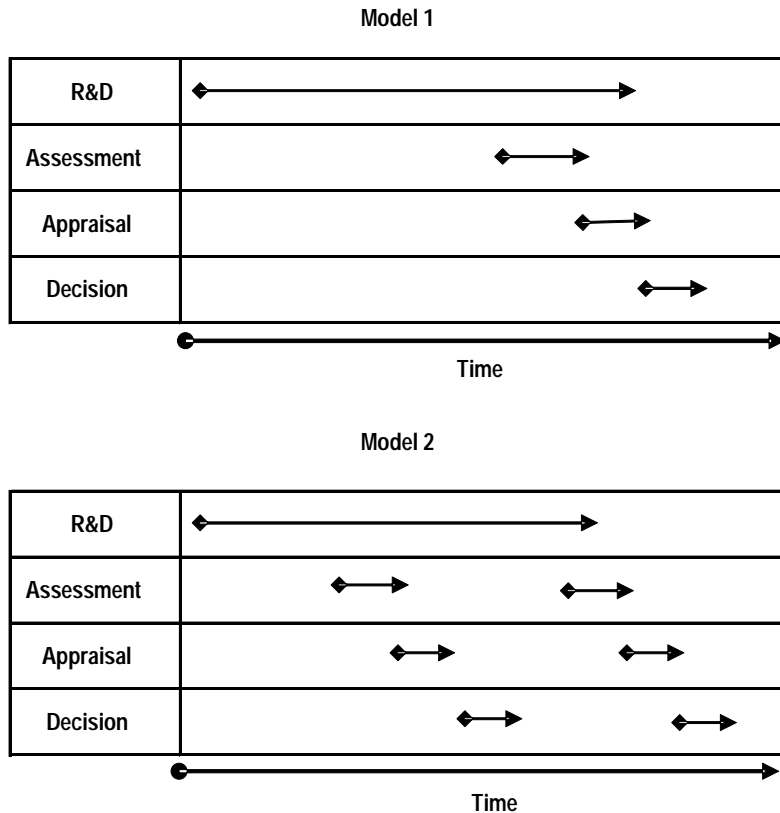 Model 1
R&D
Assessment
Appraisal
Decision
Time
Model 2
R&D
Assessment
Appraisal
Decision
Time